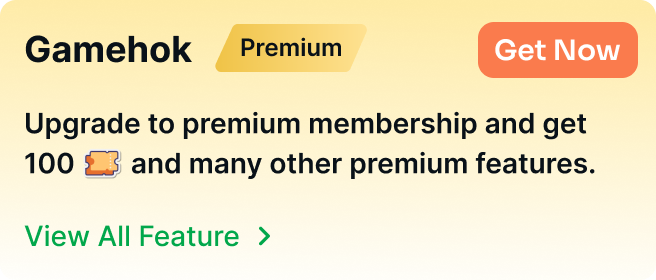 Gamehok Premium Get Now
Upgrade to premium membership and get
100 and many other premium features.
View All Feature